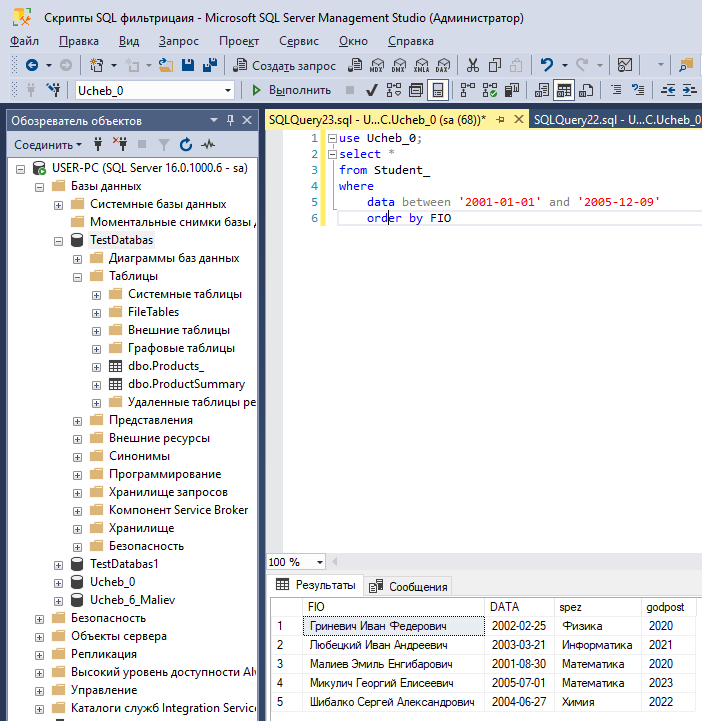 Скрипты SQL фильтрицаия - Microsoft SQL Server Management Studio (Администратор)
Файл Правка Вид Запрос Проект Сервис Окно Справка
Создать запрос MDX DMX XMLA DAX
Ucheb_0 Выполнить
Обозреватель объектов
Соединить
USER-PC (SQL Server 16.0.1000.6 - sa)
Базы данных
Системные базы данных
Моментальные снимки базы д
TestDatabas
Диаграммы баз данных
Таблицы
Системные таблицы
FileTables
Внешние таблицы
Графовые таблицы
dbo.Products_
dbo.ProductSummary
Удаленные таблицы ре
Представления
Внешние ресурсы
Синонимы
Программирование
Хранилище запросов
Компонент Service Broker
Хранилище
Безопасность
TestDatabas1
Ucheb_0
Ucheb_6_Maliev
Безопасность
Объекты сервера
Репликация
Высокий уровень доступности Al
Управление
Каталоги служб Integration Service
SQLQuery23.sql - U...C.Ucheb_0 (sa (68))* SQLQuery22.sql - U...C.Ucheb_0
1 use Ucheb_0;
2 select *
3 from Student_
4 where
5 data between '2001-01-01' and '2005-12-09'
6 order by FIO
100 %
Результаты Сообщения
FIO DATA spez godpost
1 Гриневич Иван Федерович 2002-02-25 Физика 2020
2 Любецкий Иван Андреевич 2003-03-21 Информатика 2021
3 Малиев Эмиль Енгибарович 2001-08-30 Математика 2020
4 Микулич Георгий Елисеевич 2005-07-01 Математика 2023
5 Шибалко Сергей Александрович 2004-06-27 Химия 2022